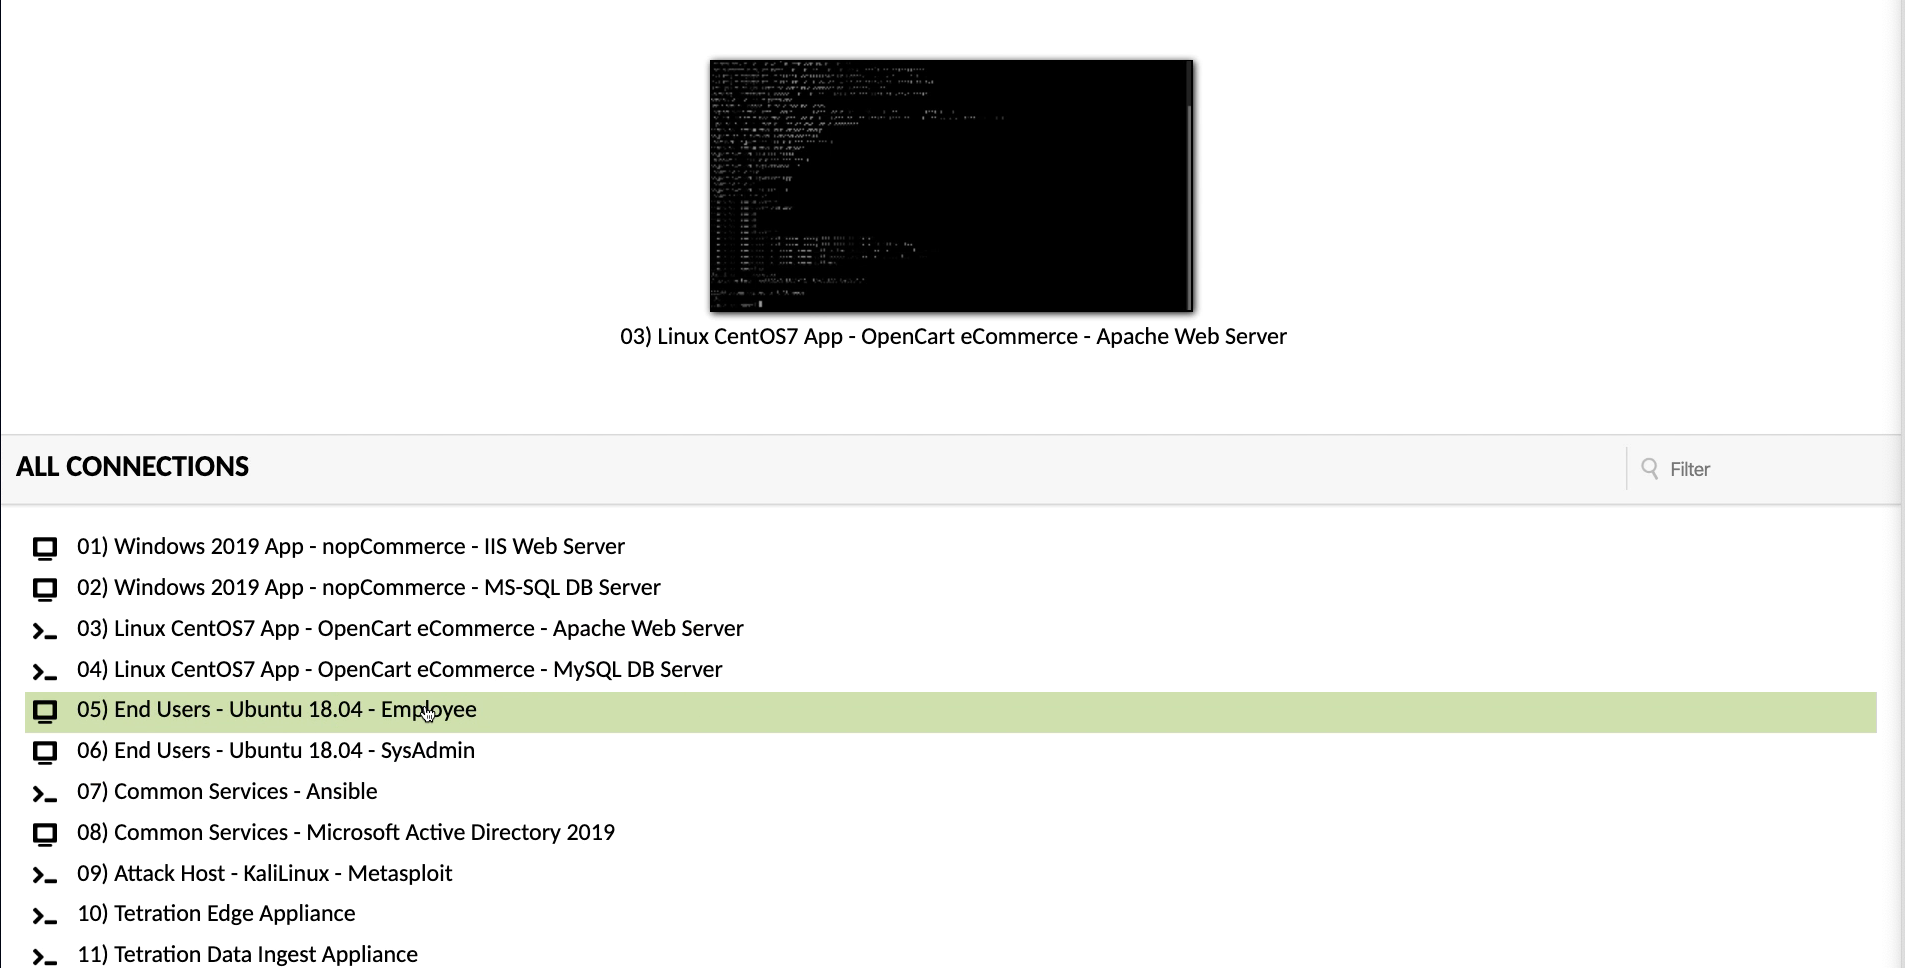 03) Linux CentOS7 App - OpenCart eCommerce - Apache Web Server
ALL CONNECTIONS
Filter
01) Windows 2019 App - nopCommerce - IIS Web Server
02) Windows 2019 App - nopCommerce - MS-SQL DB Server
03) Linux CentOS7 App - OpenCart eCommerce - Apache Web Server
04) Linux CentOS7 App - OpenCart eCommerce - MySQL DB Server
05) End Users - Ubuntu 18.04 - Employee
06) End Users - Ubuntu 18.04 - SysAdmin
07) Common Services - Ansible
08) Common Services - Microsoft Active Directory 2019
09) Attack Host - KaliLinux - Metasploit
10) Tetration Edge Appliance
11) Tetration Data Ingest Appliance